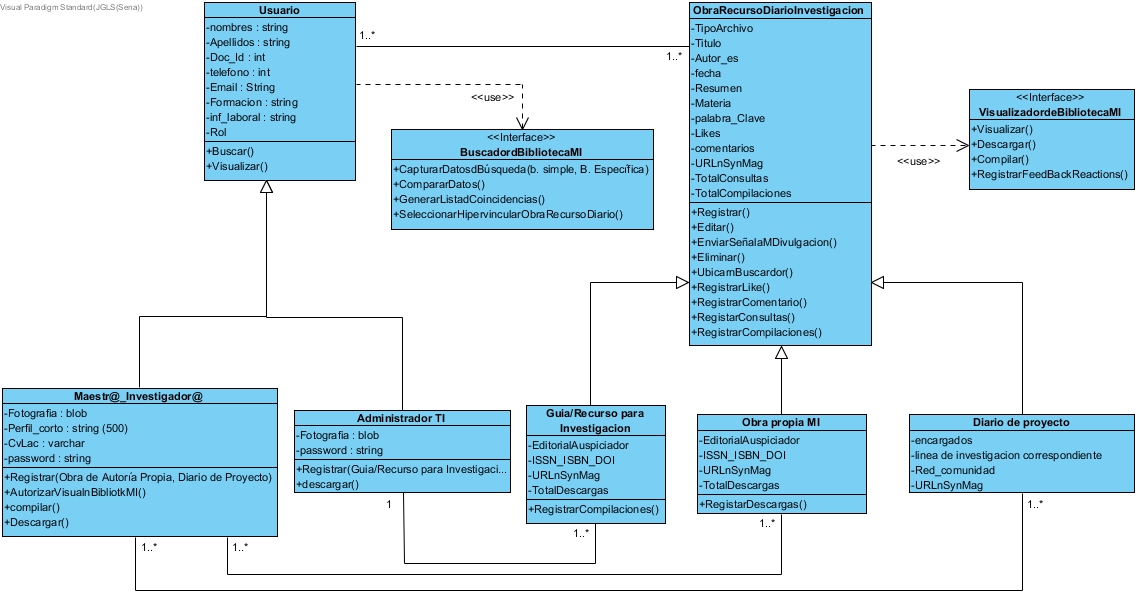 Visual Paradigm Standard(JGLS(Sena))
Usuario
-nombres : string
-Apellidos : string
-Doc_Id : int
-telefono : int
-Email : String
-Formacion : string
-inf_laboral : string
-Rol
+Buscar()
+Visualizar()
1..*
1..*
<<use>>
<<Interface>>
BuscadordBibliotecaMI
+CapturarDatosdBúsqueda(b. simple, B. Específica)
+CompararDatos()
+GenerarListadCoincidencias()
+SeleccionarHipervincularObraRecursoDiario()
ObraRecursoDiarioInvestigacion
-TipoArchivo
-Titulo
-Autor_es
-fecha
-Resumen
-Materia
-palabra_Clave
-Likes
-comentarios
-URLnSynMag
-TotalConsultas
-TotalCompilaciones
+Registrar()
+Editar()
+EnviarSeñalaMDivulgacion()
+Eliminar()
+UbicarnBuscardor()
+RegistrarLike()
+RegistrarComentario()
+RegistarConsultas()
+RegistrarCompilaciones()
<<use>>
<<Interface>>
VisualizadordeBibliotecaMI
+Visualizar()
+Descargar()
+Compilar()
+RegistrarFeedBackReactions()
Maestr@_Investigador@
-Fotografia : blob
-Perfil_corto : string (500)
-CvLac : varchar
-password : string
+Registrar(Obra de Autoría Propia, Diario de Proyecto)
+AutorizarVisualnBibliotkMI()
+compilar()
+Descargar()
1..*
1..*
Administrador TI
-Fotografia : blob
-password : string
+Registrar(Guia/Recurso para Investigaci...
+descargar()
1
Guia/Recurso para
Investigacion
-EditorialAuspiciador
-ISSN_ISBN_DOI
-URLnSynMag
-TotalDescargas
+RegistrarCompilaciones()
1..*
Obra propia MI
-EditorialAuspiciador
-ISSN_ISBN_DOI
-URLnSynMag
-TotalDescargas
+RegistarDescargas()
1..*
Diario de proyecto
-encargados
-linea de investigacion correspondiente
-Red_comunidad
-URLnSynMag
1..*